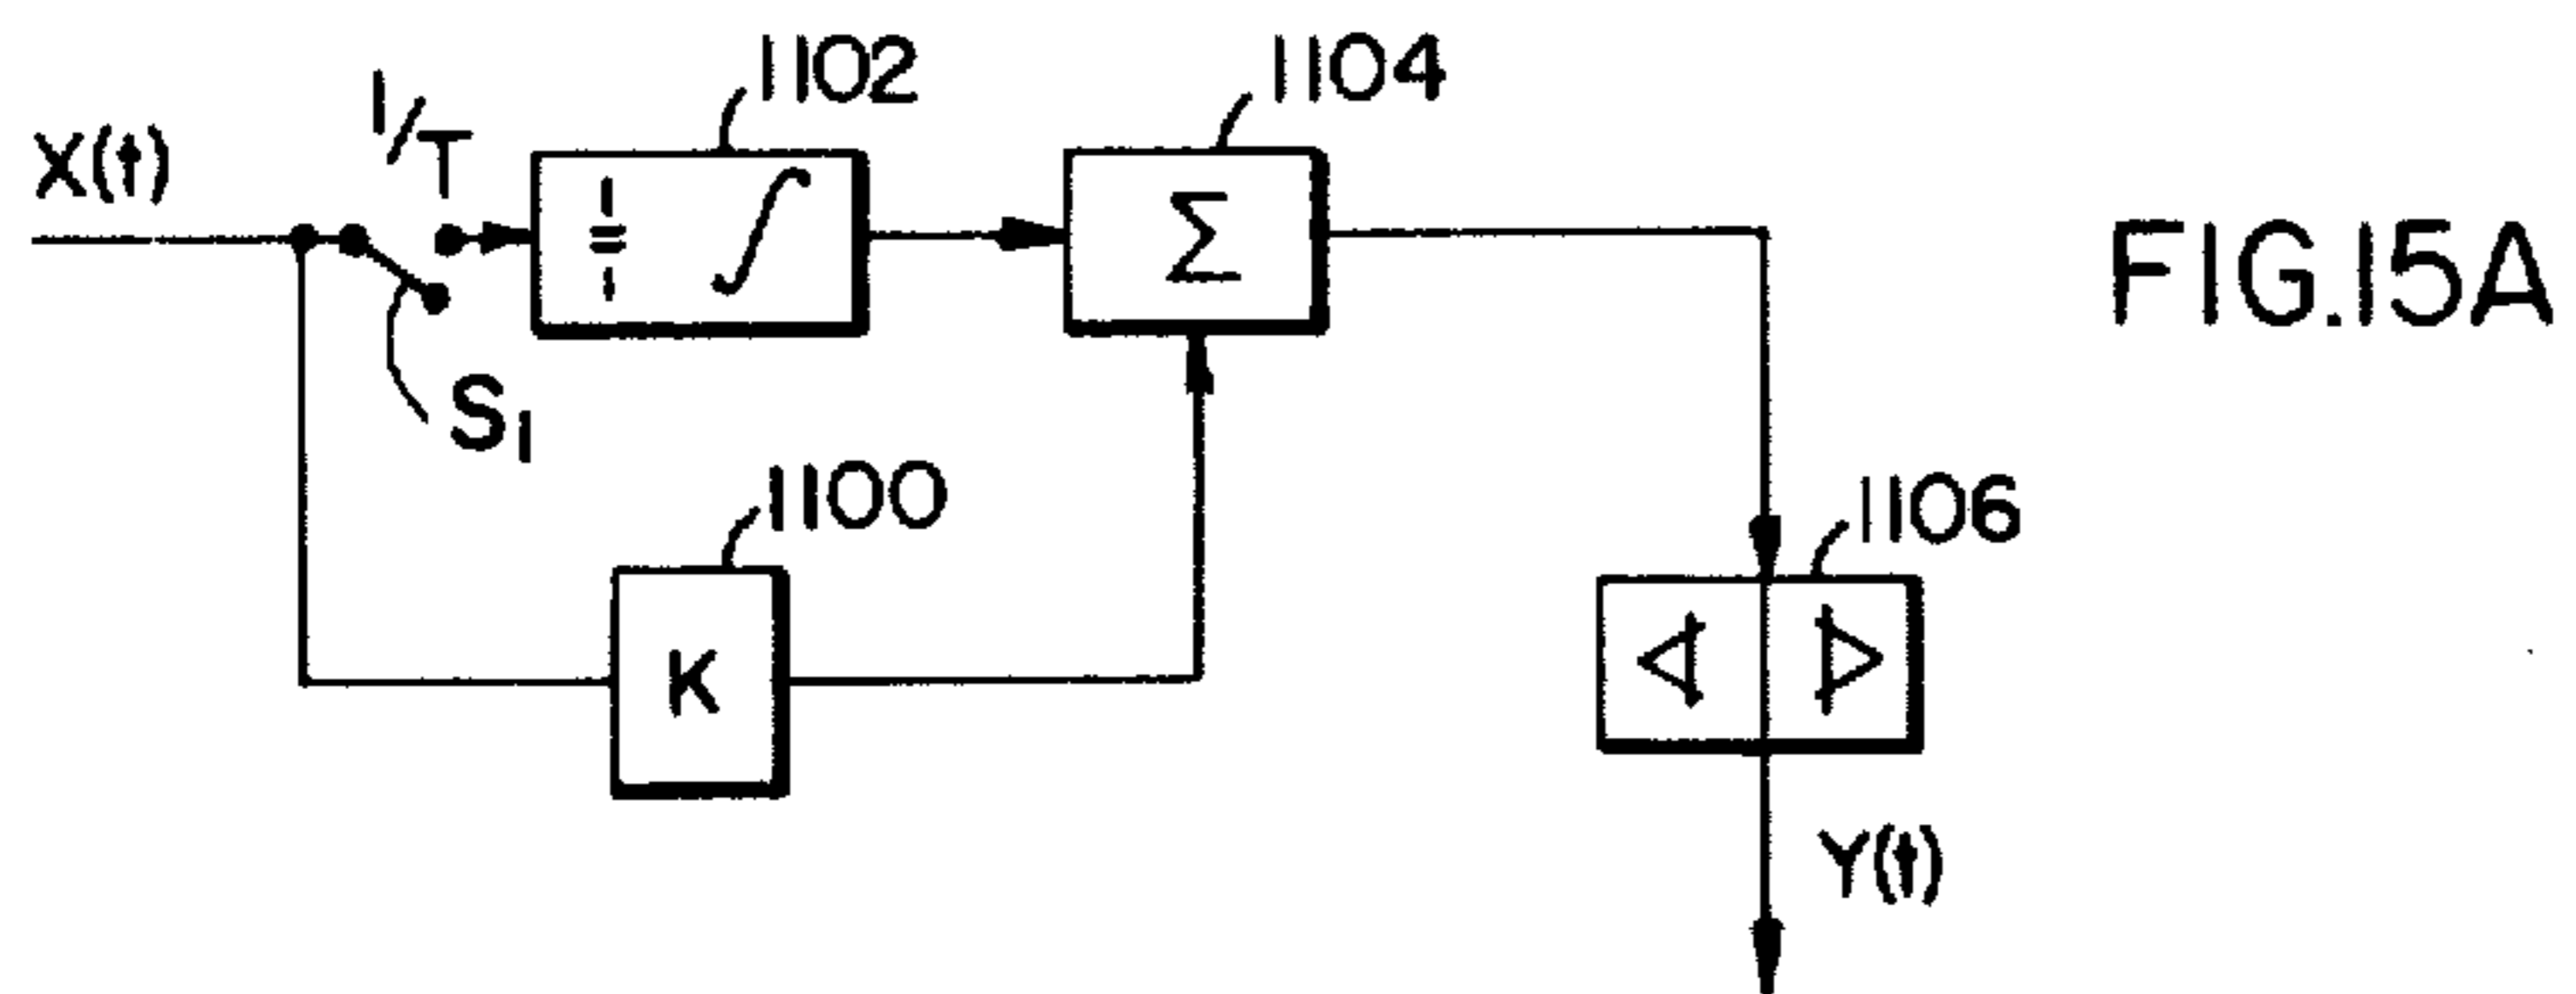 1102
1104
X(t)
1/T
∫
Σ
FIG.15A
S1
1100
1106
K
Y(t)